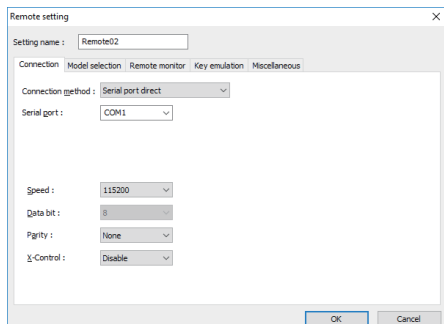 Remote setting
Setting name : Remote02
Connection Model selection Remote monitor Key emulation Miscellaneous
Connection method : Serial port direct
Serial port : COM1
Speed : 115200
Data bit : 8
Parity : None
X-Control : Disable
OK Cancel